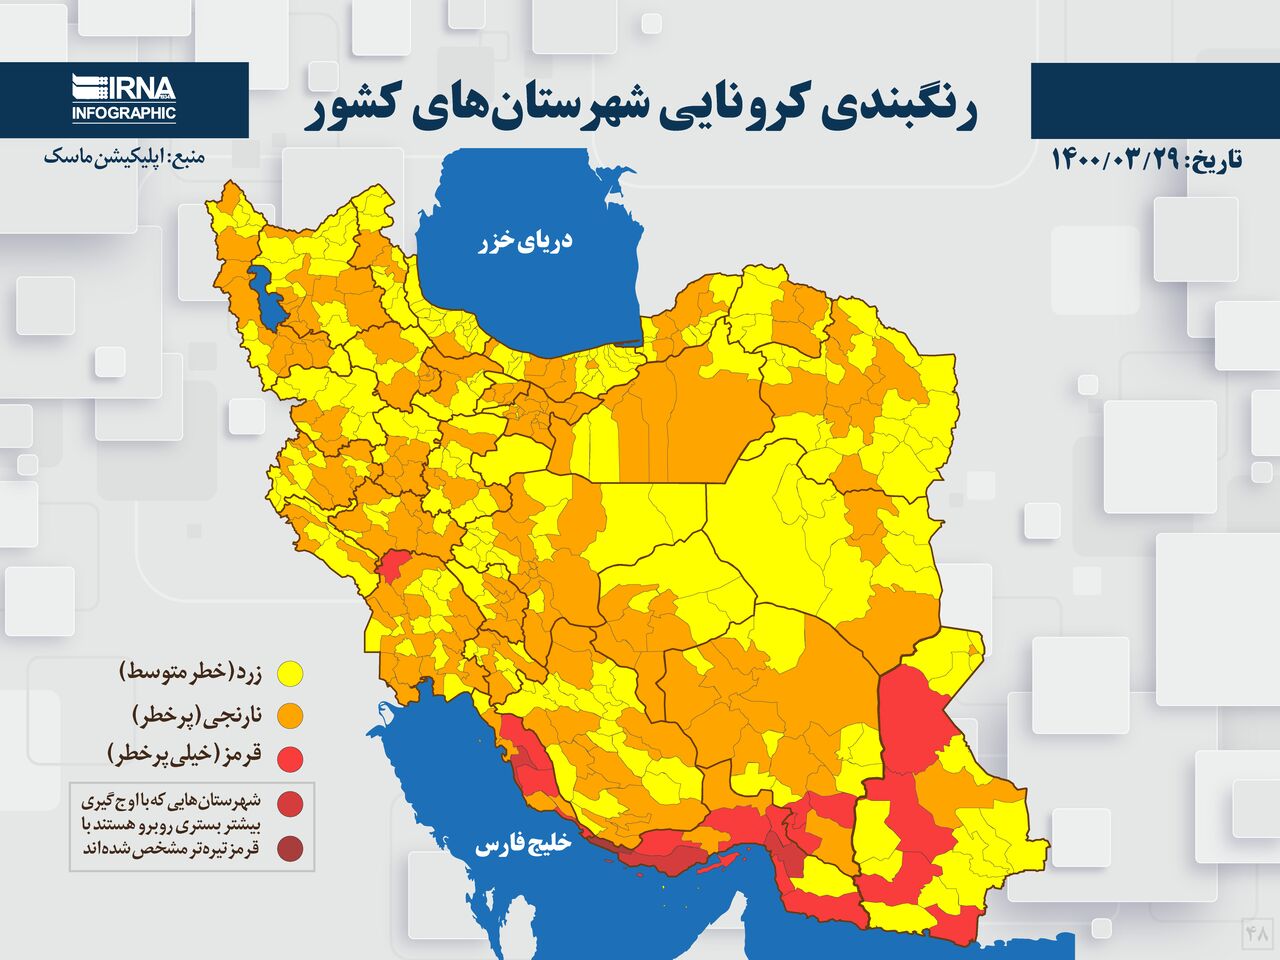 رنگبندی کرونایی شهرستان‌های کشور
IRNA
INFOGRAPHIC
تاریخ: ۱۴۰۰/۰۳/۲۹
منبع: اپلیکیشن ماسک
دریای خزر
زرد (خطر متوسط)
نارنجی (پرخطر)
قرمز (خیلی پرخطر)
شهرستان‌هایی که با اوج‌گیری
بیشتر بستری روبرو هستند با
قرمز تیره‌تر مشخص شده‌اند
خلیج فارس
۴۸